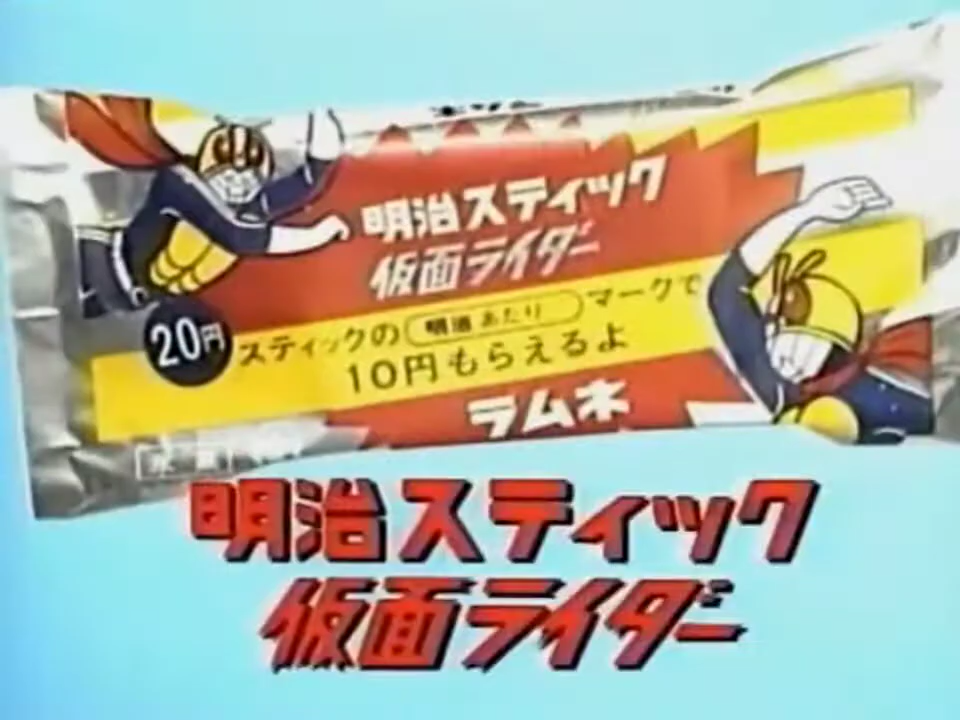 明治スティック
仮面ライダー
20円
スティックの 明治 あたり マークで
10円もらえるよ
ラムネ
明治スティック
仮面ライダー